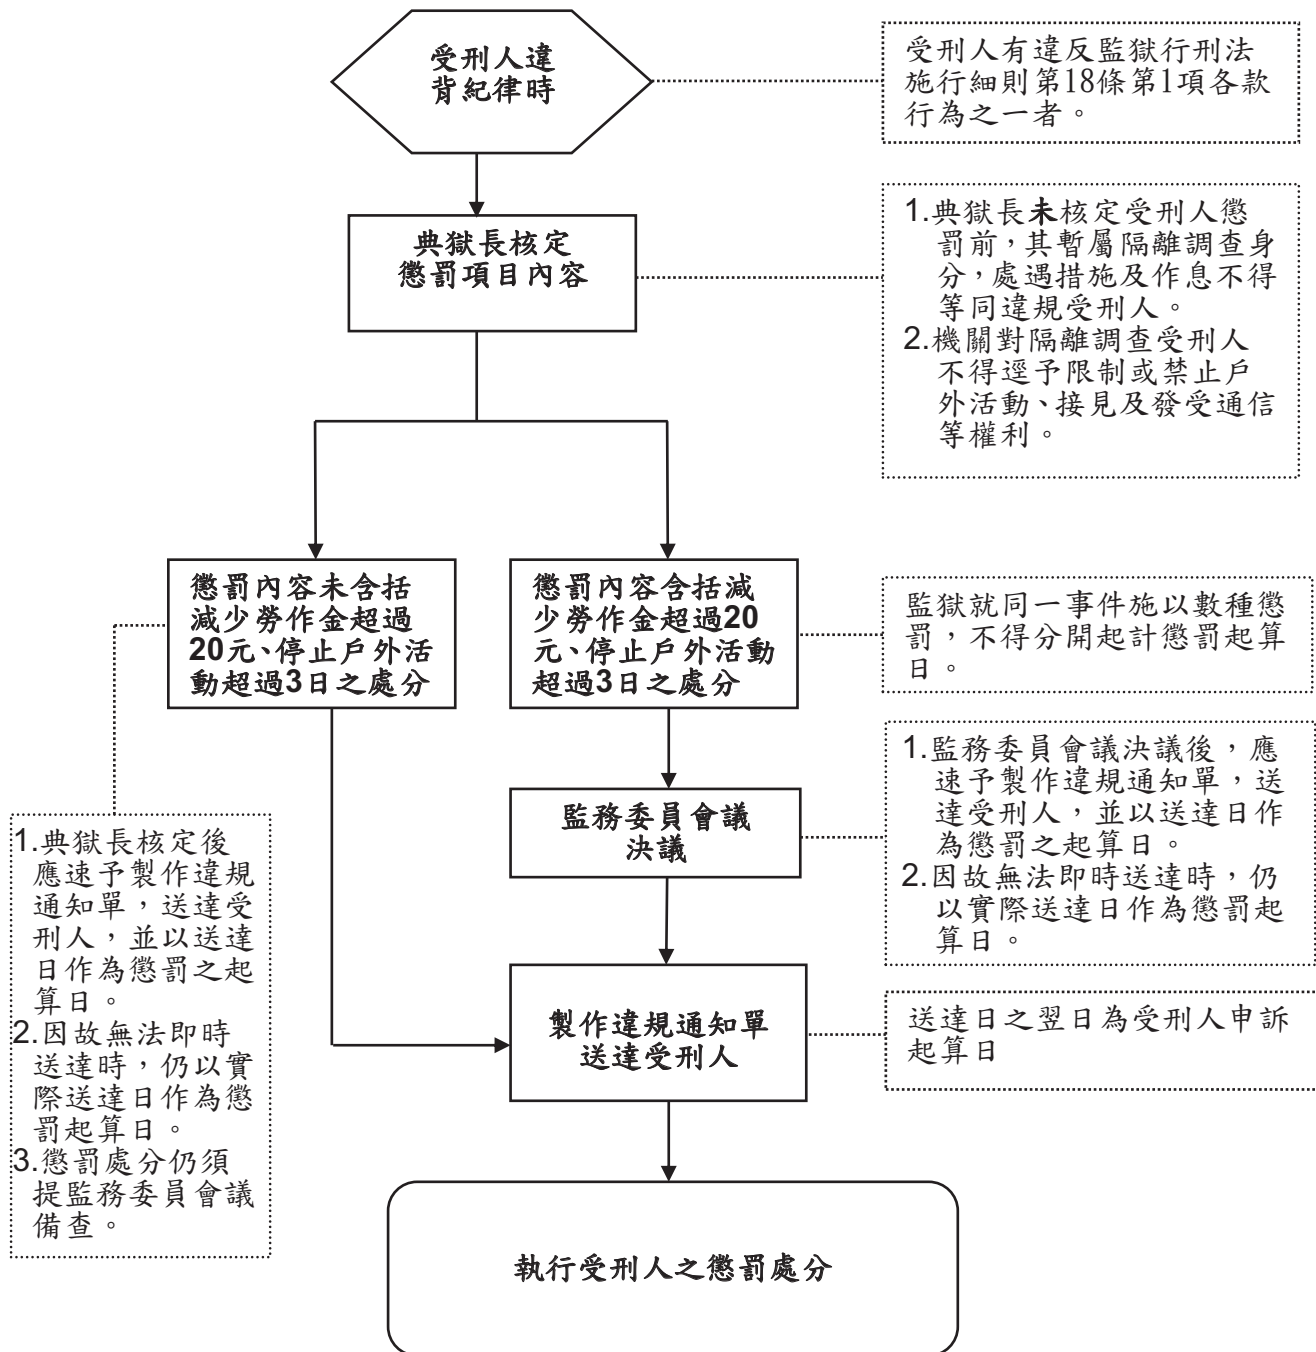 受刑人違
背紀律時
受刑人有違反監獄行刑法
施行細則第18條第1項各款
行為之一者。
典獄長核定
懲罰項目內容
1.典獄長未核定受刑人懲
罰前，其暫屬隔離調查身
分，處遇措施及作息不得
等同違規受刑人。
2.機關對隔離調查受刑人
不得逕予限制或禁止戶
外活動、接見及發受通信
等權利。
懲罰內容未含括
減少勞作金超過
20元、停止戶外活
動超過3日之處分
懲罰內容含括減
少勞作金超過20
元、停止戶外活動
超過3日之處分
監獄就同一事件施以數種懲
罰，不得分開起計懲罰起算
日。
監務委員會議
決議
1.監務委員會議決議後，應
速予製作違規通知單，送
達受刑人，並以送達日作
為懲罰之起算日。
2.因故無法即時送達時，仍
以實際送達日作為懲罰起
算日。
1.典獄長核定後
應速予製作違規
通知單，送達受
刑人，並以送達
日作為懲罰之起
算日。
2.因故無法即時
送達時，仍以實
際送達日作為懲
罰起算日。
3.懲罰處分仍須
提監務委員會議
備查。
製作違規通知單
送達受刑人
送達日之翌日為受刑人申訴
起算日
執行受刑人之懲罰處分